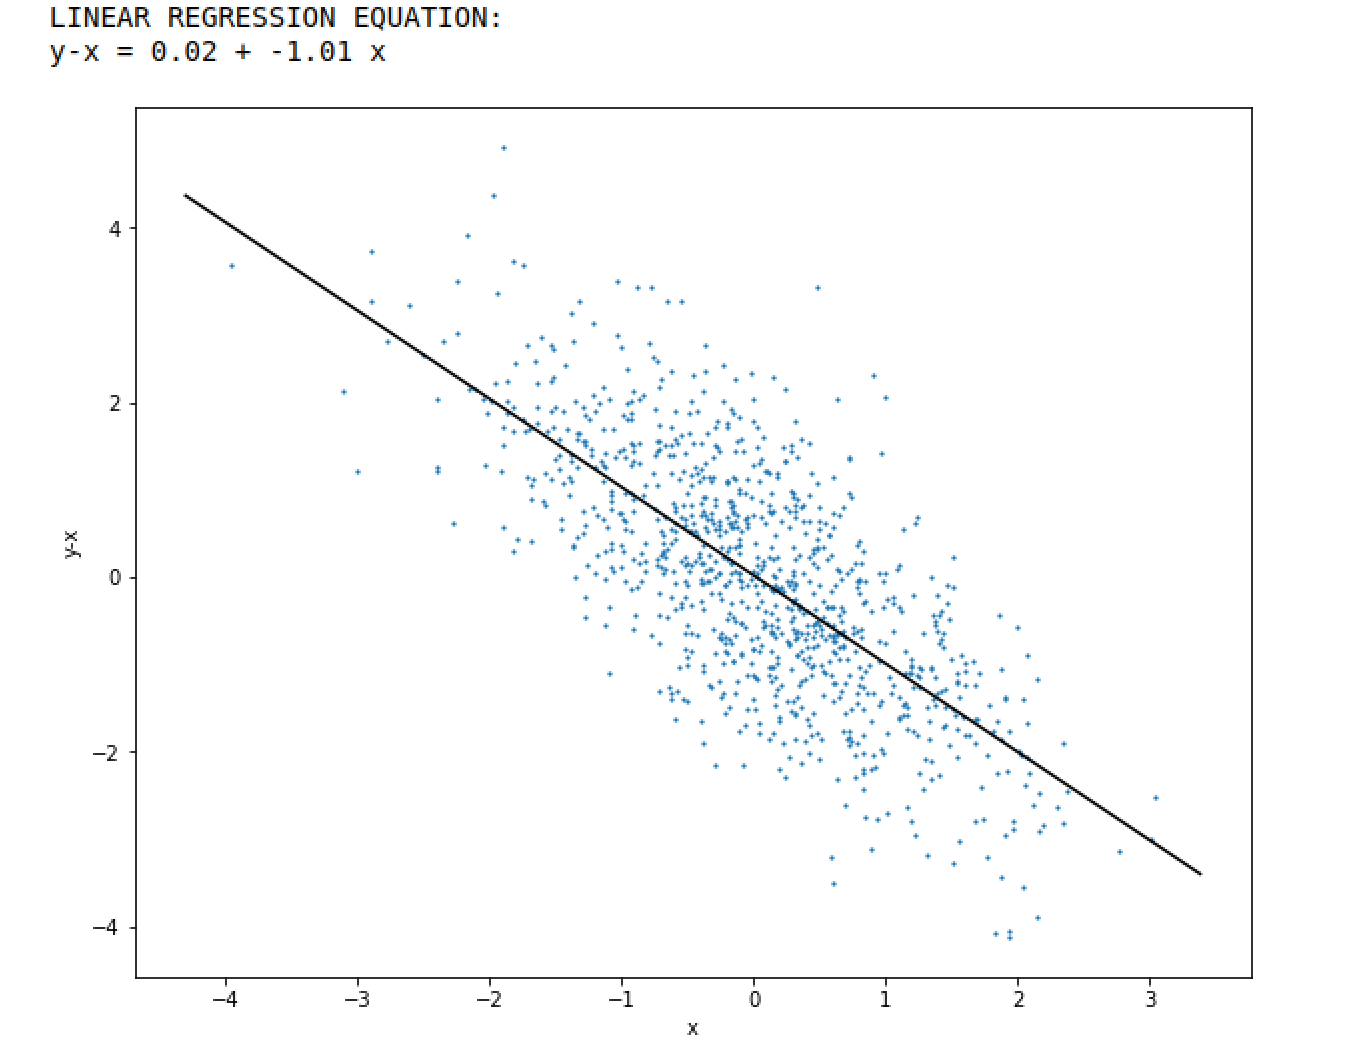 LINEAR REGRESSION EQUATION:
y-x = 0.02 + -1.01 x
4
2
0
−2
−4
y-x
−4 −3 −2 −1 0 1 2 3
x